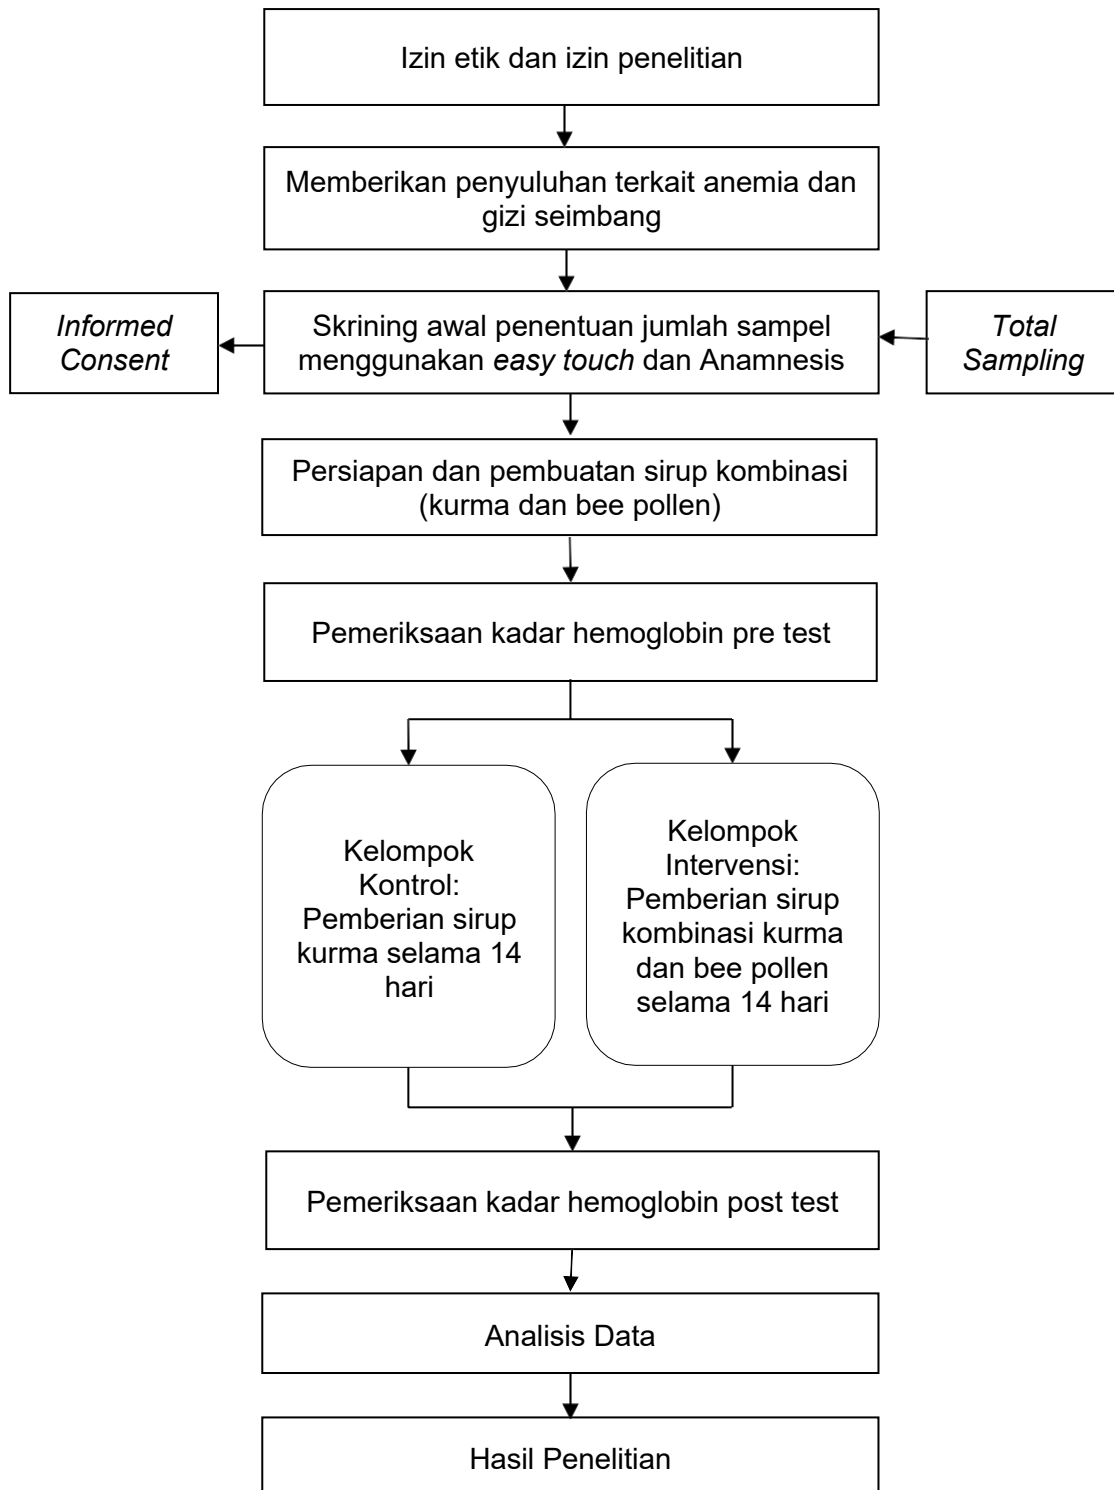 Izin etik dan izin penelitian
Memberikan penyuluhan terkait anemia dan
gizi seimbang
Informed
Consent
Skrining awal penentuan jumlah sampel
menggunakan easy touch dan Anamnesis
Total
Sampling
Persiapan dan pembuatan sirup kombinasi
(kurma dan bee pollen)
Pemeriksaan kadar hemoglobin pre test
Kelompok
Kontrol:
Pemberian sirup
kurma selama 14
hari
Kelompok
Intervensi:
Pemberian sirup
kombinasi kurma
dan bee pollen
selama 14 hari
Pemeriksaan kadar hemoglobin post test
Analisis Data
Hasil Penelitian